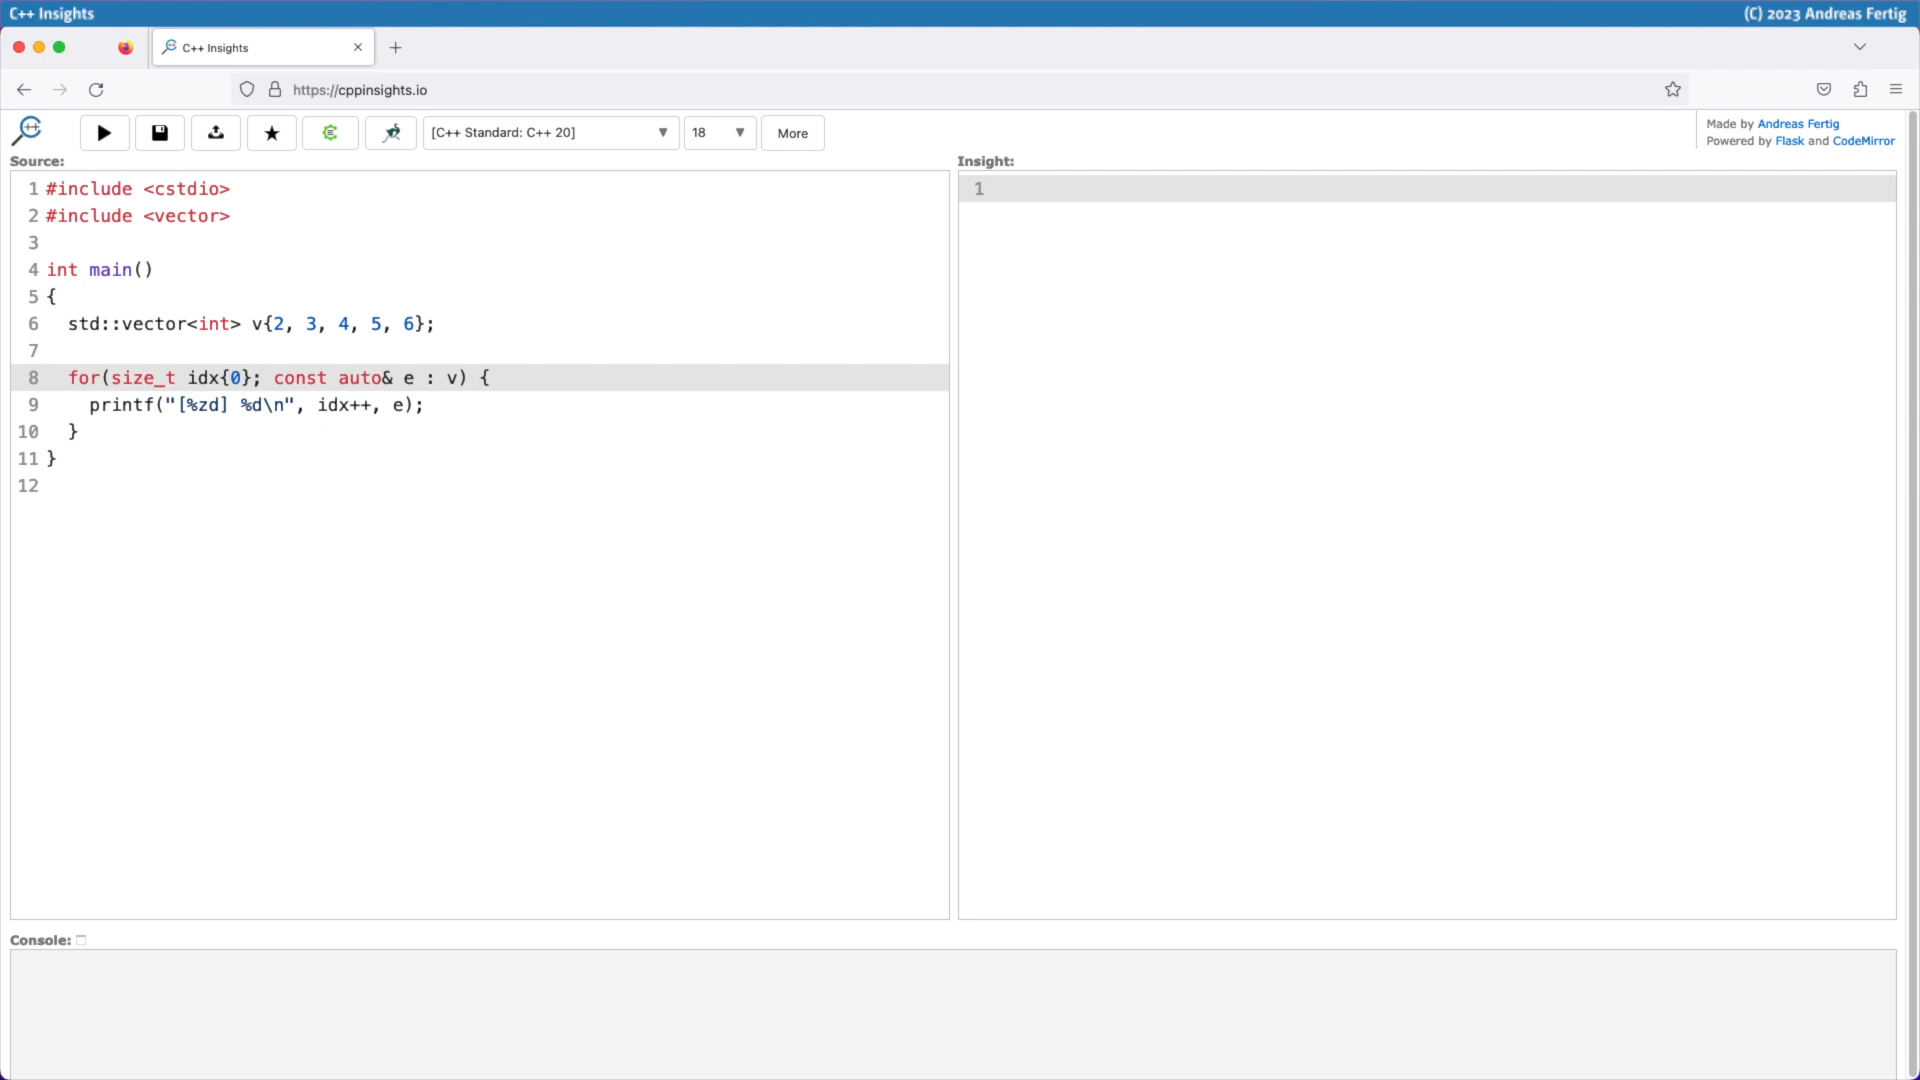 C++ Insights
(C) 2023 Andreas Fertig
C++ Insights
https://cppinsights.io
[C++ Standard: C++ 20]
18
More
Made by Andreas Fertig
Powered by Flask and CodeMirror
Source:
1 #include <cstdio>
2 #include <vector>
3
4 int main()
5 {
6   std::vector<int> v{2, 3, 4, 5, 6};
7
8   for(size_t idx{0}; const auto& e : v) {
9     printf("[%zd] %d\n", idx++, e);
10   }
11 }
12
Insight:
1
Console: